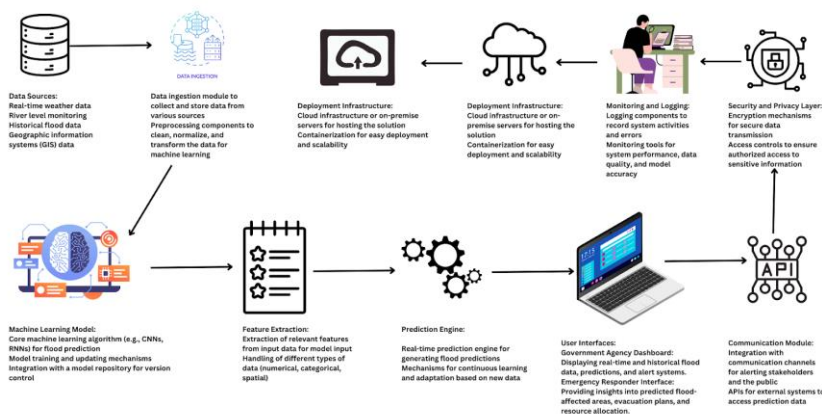 DATA INGESTION
Data Sources:
Real-time weather data
River level monitoring
Historical flood data
Geographic information
systems (GIS) data
Data ingestion module to
collect and store data from
various sources
Preprocessing components to
clean, normalize, and
transform the data for
machine learning
Deployment Infrastructure:
Cloud infrastructure or on-premise
servers for hosting the solution
Containerization for easy deployment
and scalability
Deployment Infrastructure:
Cloud infrastructure or on-
premise servers for hosting the
solution
Containerization for easy
deployment and scalability
Monitoring and Logging:
Logging components to
record system activities and
errors
Monitoring tools for
system performance, data
quality, and model
accuracy
Security and Privacy Layer:
Encryption mechanisms
for secure data
transmission
Access controls to ensure
authorized access to
sensitive information
API
Machine Learning Model:
Core machine learning algorithm (e.g., CNNs,
RNNs) for flood prediction
Model training and updating mechanisms
Integration with a model repository for version
control
Feature Extraction:
Extraction of relevant features
from input data for model input
Handling of different types of
data (numerical, categorical,
spatial)
Prediction Engine:
Real-time prediction engine for
generating flood predictions
Mechanisms for continuous learning
and adaptation based on new data
User Interfaces:
Government Agency Dashboard:
Displaying real-time and historical flood
data, predictions, and alert systems.
Emergency Responder Interface:
Providing insights into predicted flood-
affected areas, evacuation plans, and
resource allocation.
Communication Module:
Integration with
communication channels
for alerting stakeholders
and the public
APIs for external systems to
access prediction data